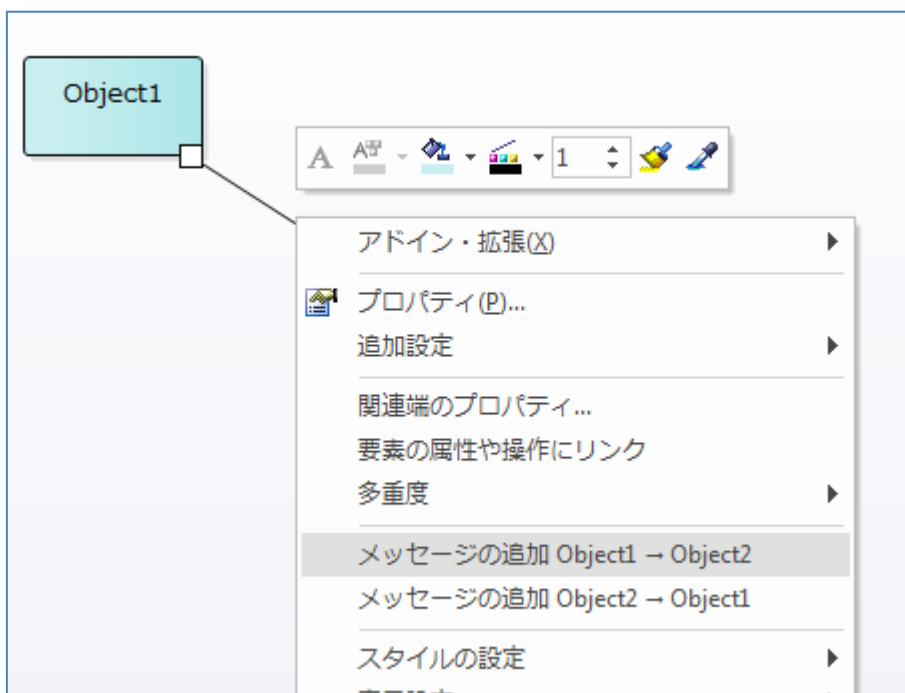 Object1
1
アドイン・拡張(X)
プロパティ(P)...
追加設定
関連端のプロパティ...
要素の属性や操作にリンク
多重度
メッセージの追加 Object1 → Object2
メッセージの追加 Object2 → Object1
スタイルの設定